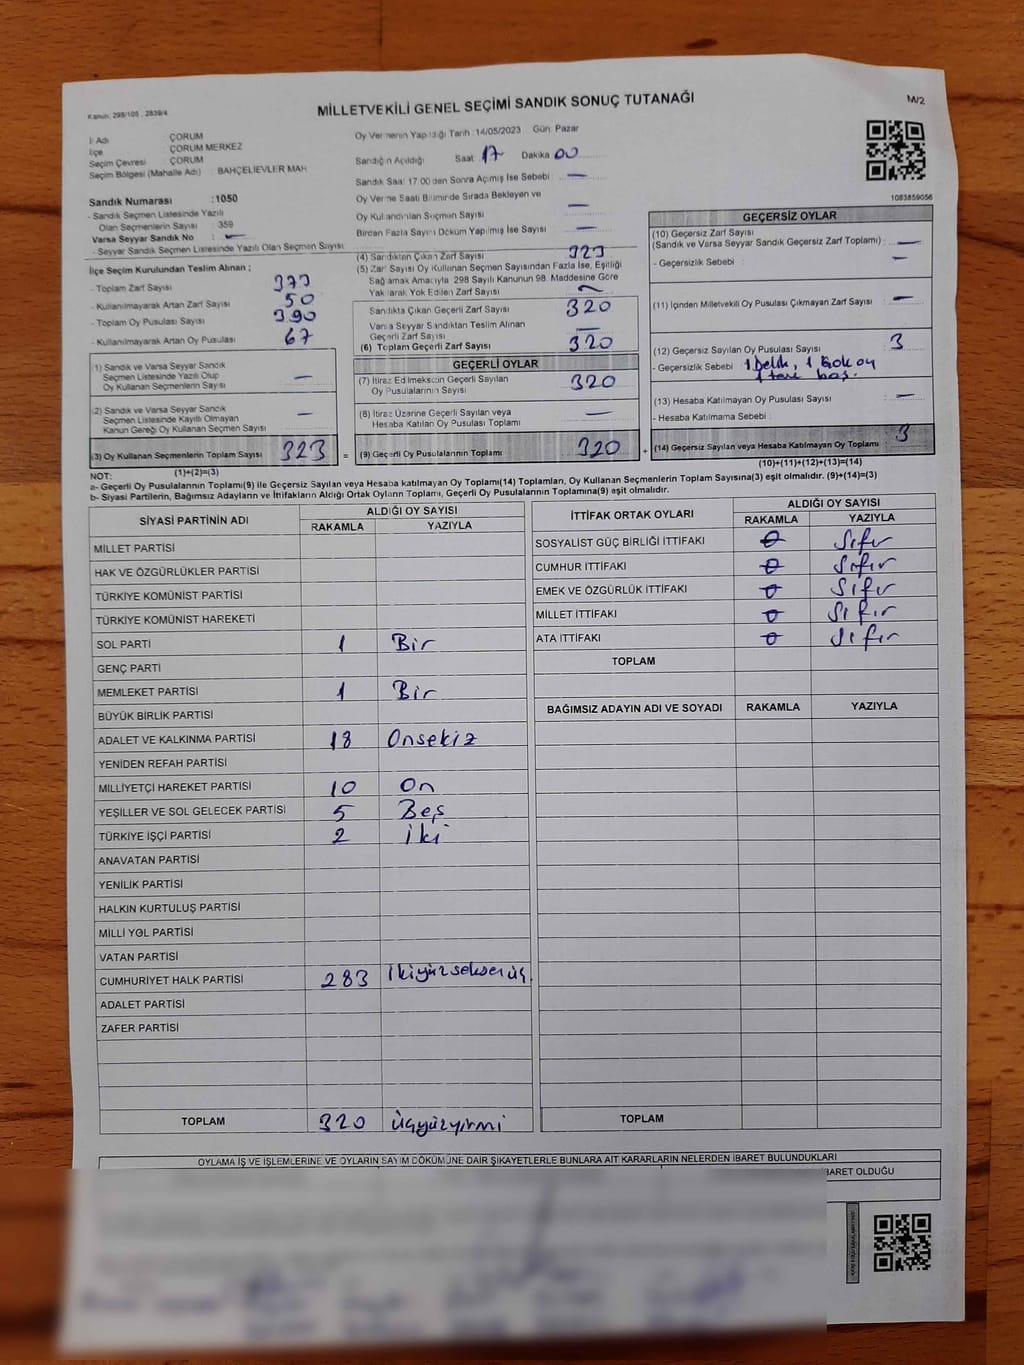 Kanun: 298/105 , 2839/4
MİLLETVEKİLİ GENEL SEÇİMİ SANDIK SONUÇ TUTANAĞI
M/2
İl Adı : ÇORUM
İlçe : ÇORUM MERKEZ
Seçim Çevresi : ÇORUM
Seçim Bölgesi (Mahalle Adı) : BAHÇELİEVLER MAH
Sandık Numarası :1050
- Sandık Seçmen Listesinde Yazılı
Olan Seçmenlerin Sayısı : 359
Varsa Seyyar Sandık No : —
- Seyyar Sandık Seçmen Listesinde Yazılı Olan Seçmen Sayısı:
Oy Vermenin Yapıldığı Tarih : 14/05/2023 Gün: Pazar
Sandığın Açıldığı Saat 17 Dakika 00
Sandık Saat 17.00'den Sonra Açılmış İse Sebebi : —
Oy Verme Saati Bitiminde Sırada Bekleyen ve
Oy Kullandırılan Seçmen Sayısı —
Birden Fazla Sayım Döküm Yapılmış İse Sayısı —
1083859056
İlçe Seçim Kurulundan Teslim Alınan ;
- Toplam Zarf Sayısı 373
- Kullanılmayarak Artan Zarf Sayısı 50
- Toplam Oy Pusulası Sayısı 390
- Kullanılmayarak Artan Oy Pusulası 67
(1) Sandık ve Varsa Seyyar Sandık
Seçmen Listesinde Yazılı Olup
Oy Kullanan Seçmenlerin Sayısı —
(2) Sandık ve Varsa Seyyar Sandık
Seçmen Listesinde Kayıtlı Olmayan
Kanun Gereği Oy Kullanan Seçmen Sayısı —
(3) Oy Kullanan Seçmenlerin Toplam Sayısı 323 =
(1)+(2)=(3)
(4) Sandıktan Çıkan Zarf Sayısı 323
(5) Zarf Sayısı Oy Kullanan Seçmen Sayısından Fazla İse, Eşitliği
Sağlamak Amacıyla 298 Sayılı Kanunun 98. Maddesine Göre
Yakılarak Yok Edilen Zarf Sayısı
Sandıkta Çıkan Geçerli Zarf Sayısı 320
Varsa Seyyar Sandıktan Teslim Alınan
Geçerli Zarf Sayısı —
(6) Toplam Geçerli Zarf Sayısı 320
GEÇERLİ OYLAR
(7) İtiraz Edilmeksizin Geçerli Sayılan
Oy Pusulalarının Sayısı 320
(8) İtiraz Üzerine Geçerli Sayılan veya
Hesaba Katılan Oy Pusulası Toplamı —
(9) Geçerli Oy Pusulalarının Toplamı 320 +
GEÇERSİZ OYLAR
(10) Geçersiz Zarf Sayısı
(Sandık ve Varsa Seyyar Sandık Geçersiz Zarf Toplamı) : —
- Geçersizlik Sebebi : —
(11) İçinden Milletvekili Oy Pusulası Çıkmayan Zarf Sayısı : —
(12) Geçersiz Sayılan Oy Pusulası Sayısı : 3
- Geçersizlik Sebebi : 1 Delik, 1 Çok oy
1 tane boş.
(13) Hesaba Katılmayan Oy Pusulası Sayısı : —
- Hesaba Katılmama Sebebi :
(14) Geçersiz Sayılan veya Hesaba Katılmayan Oy Toplamı 3
(10)+(11)+(12)+(13)=(14)
NOT:
a- Geçerli Oy Pusulalarının Toplamı(9) ile Geçersiz Sayılan veya Hesaba katılmayan Oy Toplamı(14) Toplamları, Oy Kullanan Seçmenlerin Toplam Sayısına(3) eşit olmalıdır. (9)+(14)=(3)
b- Siyasi Partilerin, Bağımsız Adayların ve İttifakların Aldığı Ortak Oyların Toplamı, Geçerli Oy Pusulalarının Toplamına(9) eşit olmalıdır.
SİYASİ PARTİNİN ADI ALDIĞI OY SAYISI
RAKAMLA YAZIYLA
MİLLET PARTİSİ
HAK VE ÖZGÜRLÜKLER PARTİSİ
TÜRKİYE KOMÜNİST PARTİSİ
TÜRKİYE KOMÜNİST HAREKETİ
SOL PARTİ 1 Bir
GENÇ PARTİ
MEMLEKET PARTİSİ 1 Bir
BÜYÜK BİRLİK PARTİSİ
ADALET VE KALKINMA PARTİSİ 18 Onsekiz
YENİDEN REFAH PARTİSİ
MİLLİYETÇİ HAREKET PARTİSİ 10 On
YEŞİLLER VE SOL GELECEK PARTİSİ 5 Beş
TÜRKİYE İŞÇİ PARTİSİ 2 İki
ANAVATAN PARTİSİ
YENİLİK PARTİSİ
HALKIN KURTULUŞ PARTİSİ
MİLLİ YOL PARTİSİ
VATAN PARTİSİ
CUMHURİYET HALK PARTİSİ 283 İkiyüzseksenüç
ADALET PARTİSİ
ZAFER PARTİSİ
TOPLAM 320 Üçyüzyirmi
İTTİFAK ORTAK OYLARI ALDIĞI OY SAYISI
RAKAMLA YAZIYLA
SOSYALİST GÜÇ BİRLİĞİ İTTİFAKI 0 Sıfır
CUMHUR İTTİFAKI 0 Sıfır
EMEK VE ÖZGÜRLÜK İTTİFAKI 0 Sıfır
MİLLET İTTİFAKI 0 Sıfır
ATA İTTİFAKI 0 Sıfır
TOPLAM
BAĞIMSIZ ADAYIN ADI VE SOYADI RAKAMLA YAZIYLA
TOPLAM
OYLAMA İŞ VE İŞLEMLERİNE VE OYLARIN SAYIM DÖKÜMÜNE DAİR ŞİKAYETLERLE BUNLARA AİT KARARLARIN NELERDEN İBARET BULUNDUKLARI
İBARET OLDUĞU